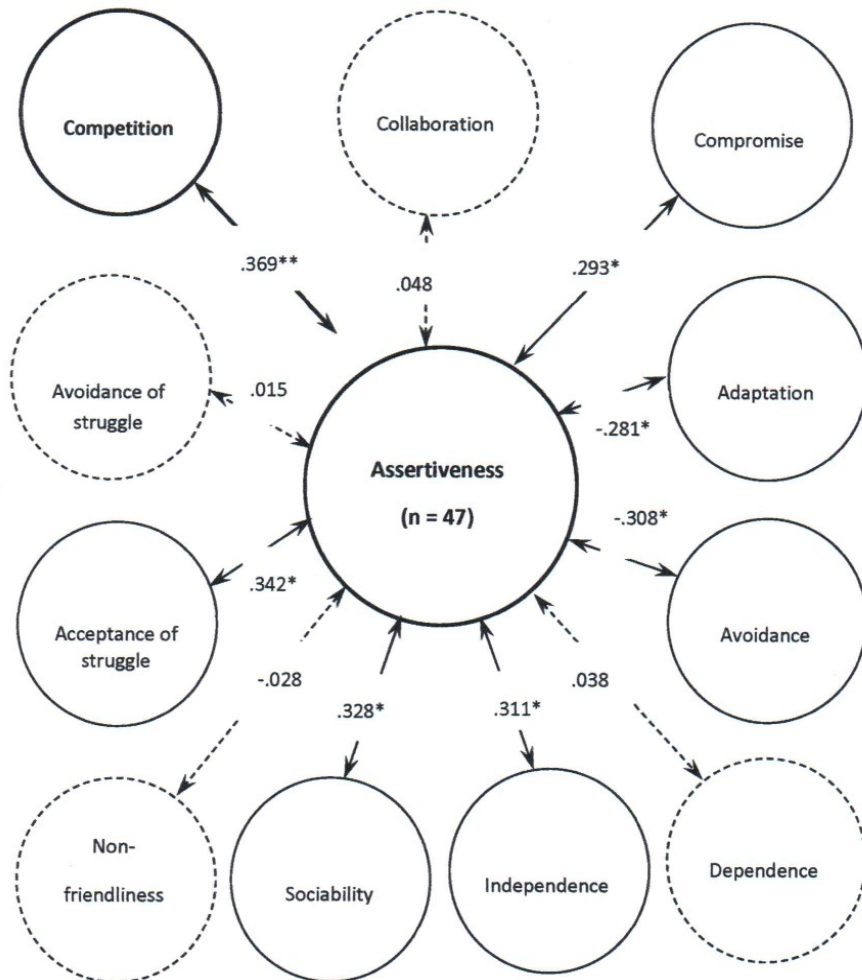 Competition
Collaboration
Compromise
.369**
.048
.293*
Avoidance of
struggle
.015
Adaptation
-.281*
Assertiveness
(n = 47)
-.308*
Acceptance of
struggle
.342*
Avoidance
-.028
.328*
.311*
.038
Non-
friendliness
Sociability
Independence
Dependence